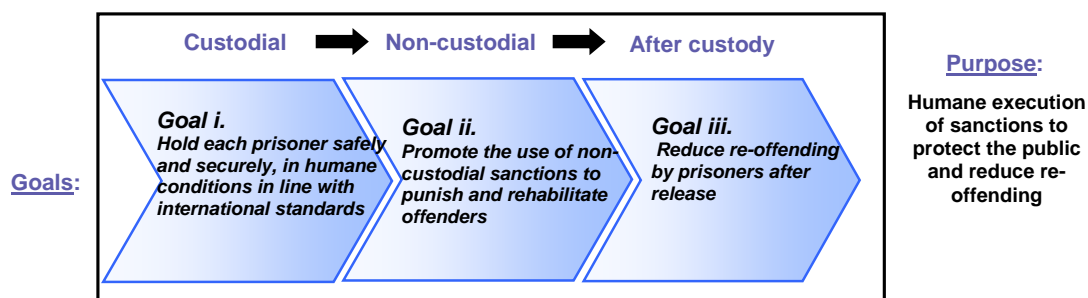 Custodial
Non-custodial
After custody
Purpose:
Humane execution
of sanctions to
protect the public
and reduce re-
offending
Goals:
Goal i.
Hold each prisoner safely
and securely, in humane
conditions in line with
international standards
Goal ii.
Promote the use of non-
custodial sanctions to
punish and rehabilitate
offenders
Goal iii.
Reduce re-offending
by prisoners after
release